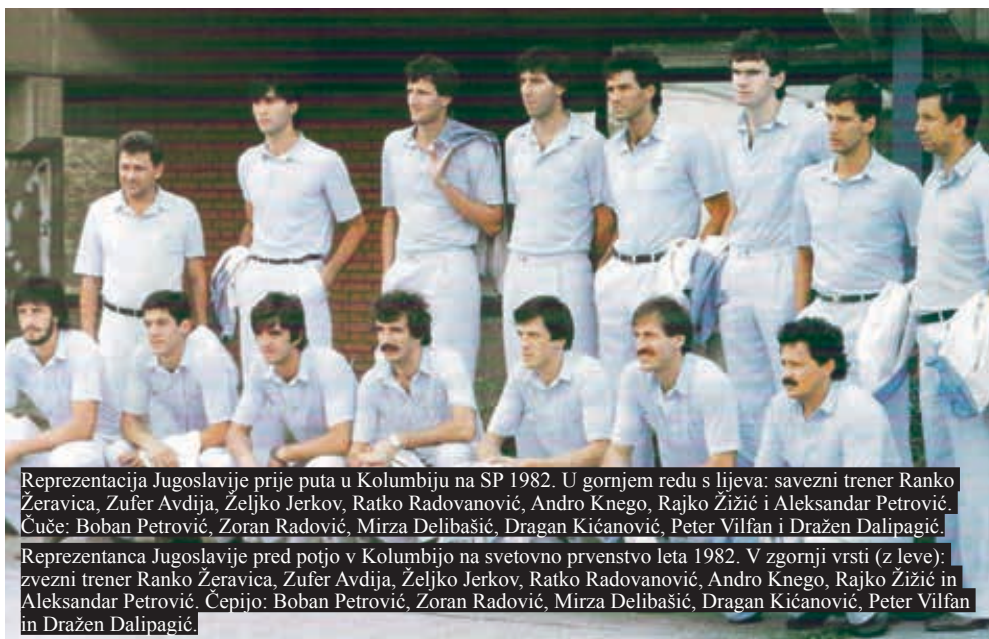 Reprezentacija Jugoslavije prije puta u Kolumbiju na SP 1982. U gornjem redu s lijeva: savezni trener Ranko
Žeravica, Zufer Avdija, Željko Jerkov, Ratko Radovanović, Andro Knego, Rajko Žižić i Aleksandar Petrović.
Čuče: Boban Petrović, Zoran Radović, Mirza Delibašić, Dragan Kićanović, Peter Vilfan i Dražen Dalipagić.
Reprezentanca Jugoslavije pred potjo v Kolumbijo na svetovno prvenstvo leta 1982. V zgornji vrsti (z leve):
zvezni trener Ranko Žeravica, Zufer Avdija, Željko Jerkov, Ratko Radovanović, Andro Knego, Rajko Žižić in
Aleksandar Petrović. Čepijo: Boban Petrović, Zoran Radović, Mirza Delibašić, Dragan Kićanović, Peter Vilfan
in Dražen Dalipagić.